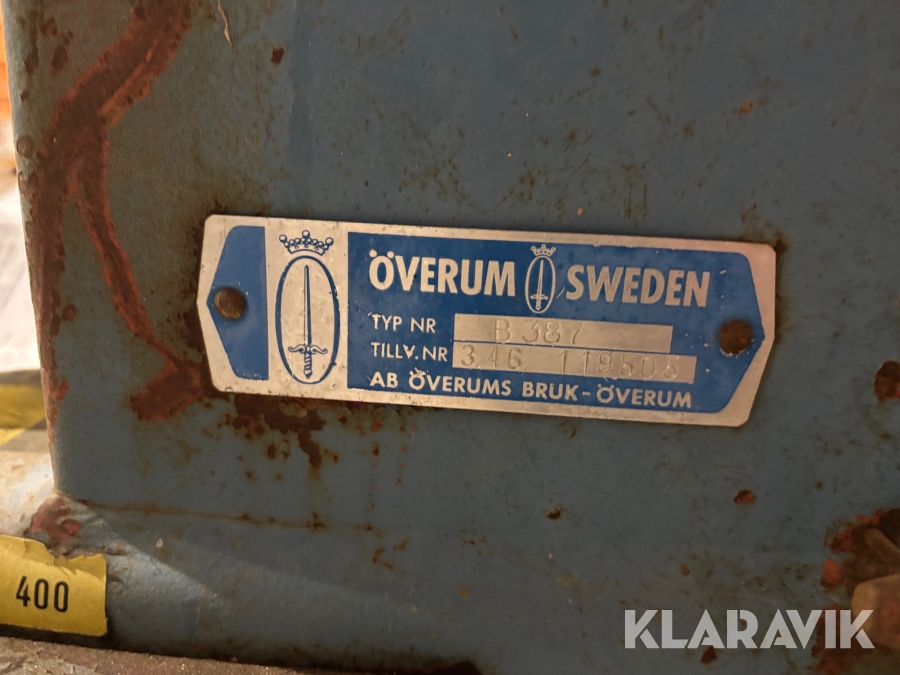 ÖVERUM SWEDEN
TYP NR B 387
TILLV. NR 346 119505
AB ÖVERUMS BRUK - ÖVERUM
400
KLARAVIK